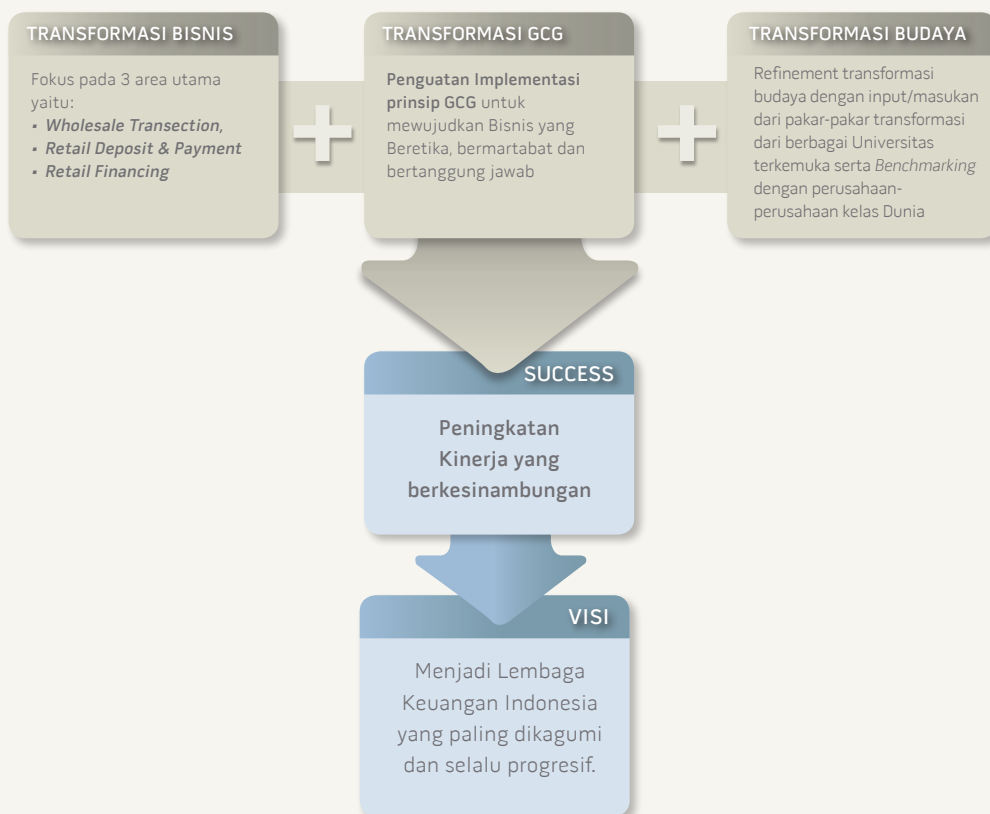 TRANSFORMASI BISNIS
Fokus pada 3 area utama
yaitu:
• Wholesale Transection,
• Retail Deposit & Payment
• Retail Financing
TRANSFORMASI GCG
Penguatan Implementasi
prinsip GCG untuk
mewujudkan Bisnis yang
Beretika, bermartabat dan
bertanggung jawab
TRANSFORMASI BUDAYA
Refinement transformasi
budaya dengan input/masukan
dari pakar-pakar transformasi
dari berbagai Universitas
terkemuka serta Benchmarking
dengan perusahaan-
perusahaan kelas Dunia
SUCCESS
Peningkatan
Kinerja yang
berkesinambungan
VISI
Menjadi Lembaga
Keuangan Indonesia
yang paling dikagumi
dan selalu progresif.